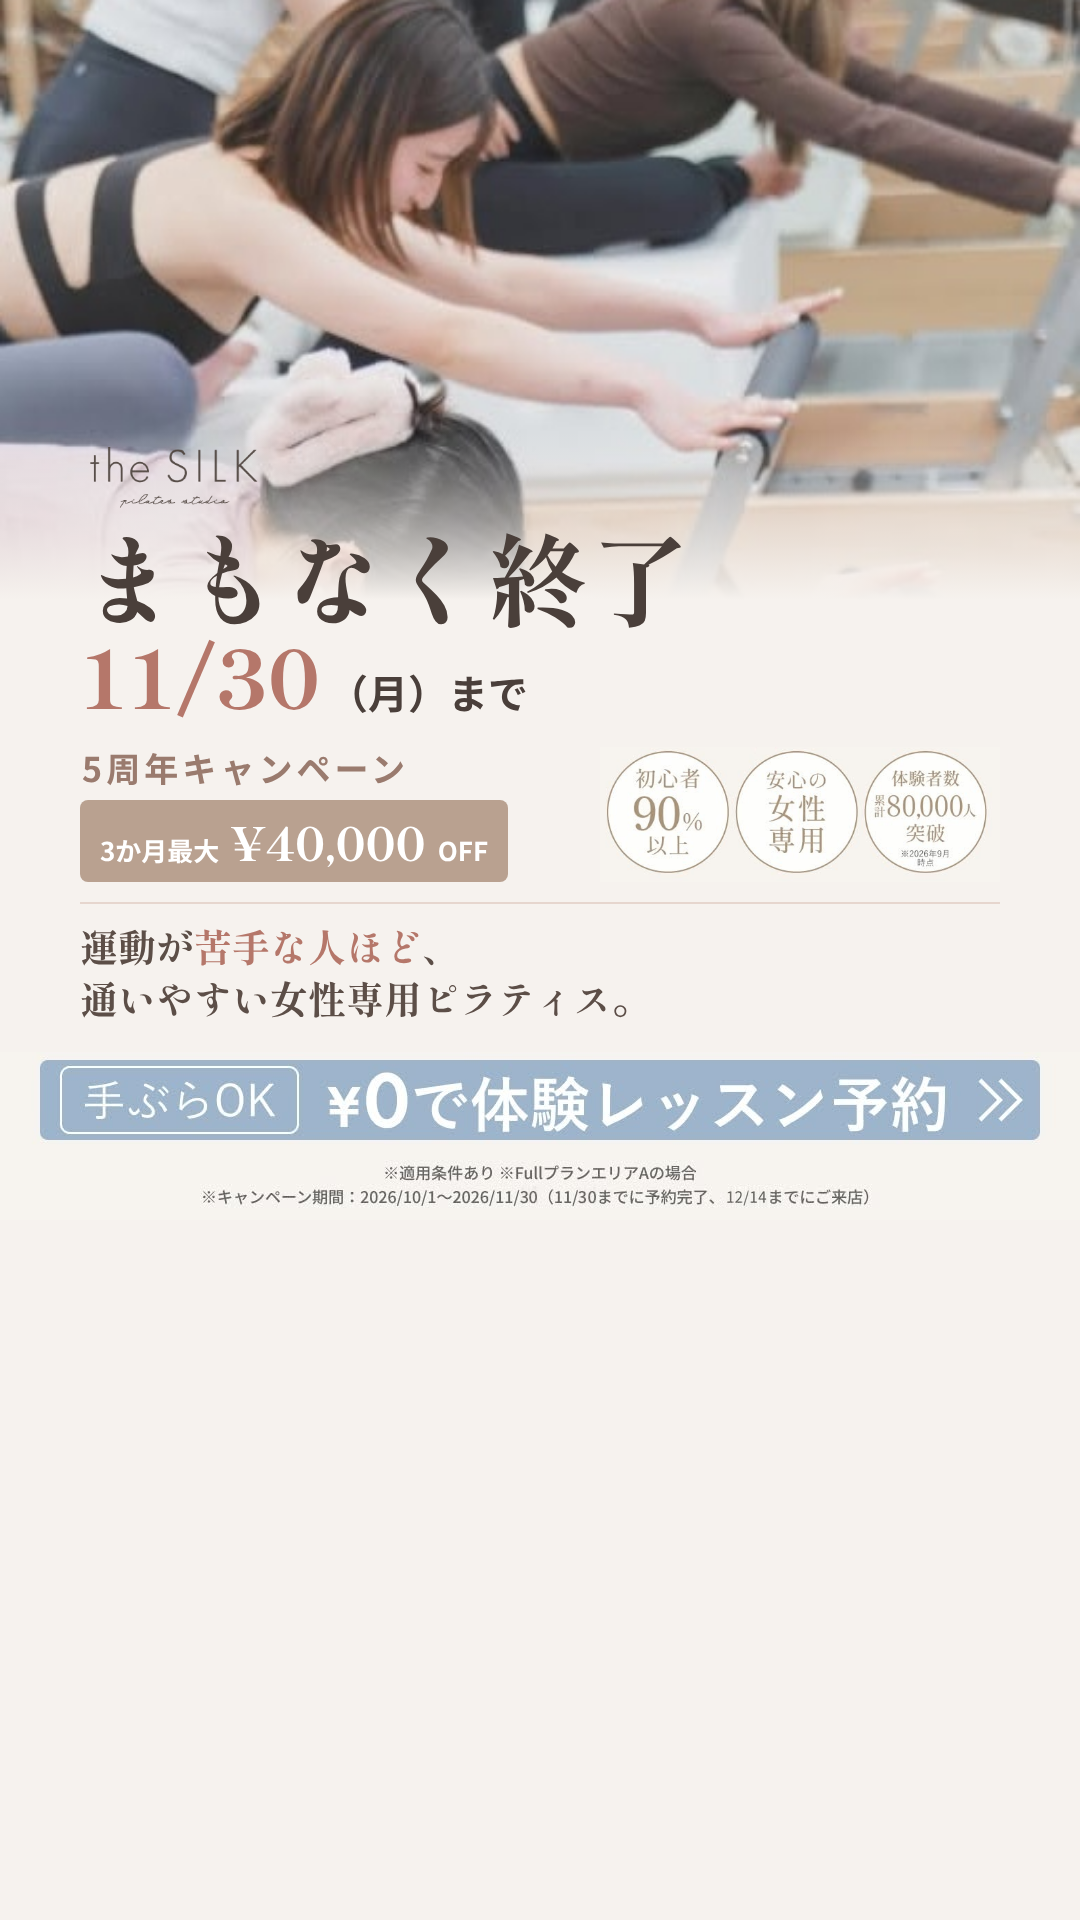 the SILK
pilates studio
まもなく終了
11/30（月）まで
5周年キャンペーン
3か月最大 ¥40,000 OFF
初心者
90%
以上
安心の
女性
専用
体験者数
累計80,000人
突破
※2026年9月
時点
運動が苦手な人ほど、
通いやすい女性専用ピラティス。
手ぶらOK ¥0で体験レッスン予約
※適用条件あり ※FullプランエリアAの場合
※キャンペーン期間：2026/10/1〜2026/11/30（11/30までに予約完了、12/14までにご来店）